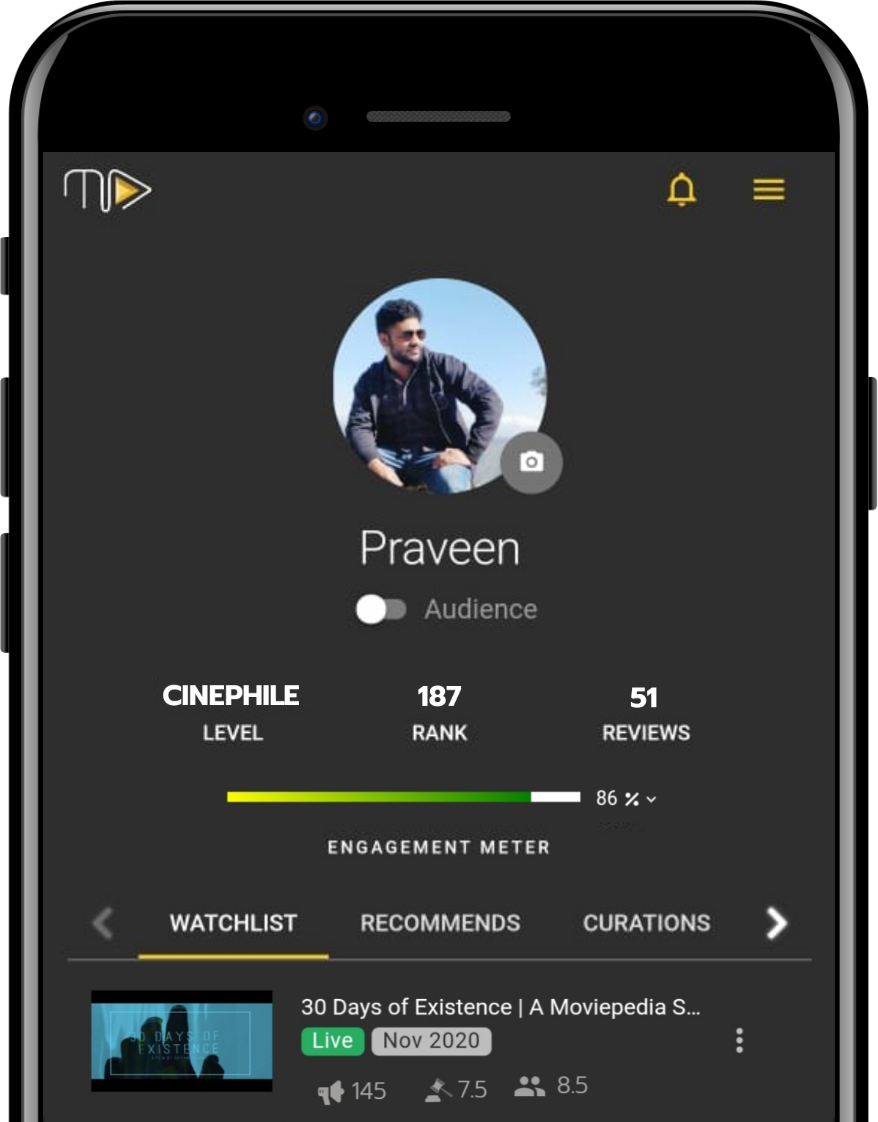 Praveen
Audience
CINEPHILE 187 51
LEVEL RANK REVIEWS
86 %
ENGAGEMENT METER
WATCHLIST RECOMMENDS CURATIONS
30 Days of Existence | A Moviepedia S...
Live Nov 2020
30 DAYS OF
EXISTENCE
145 7.5 8.5